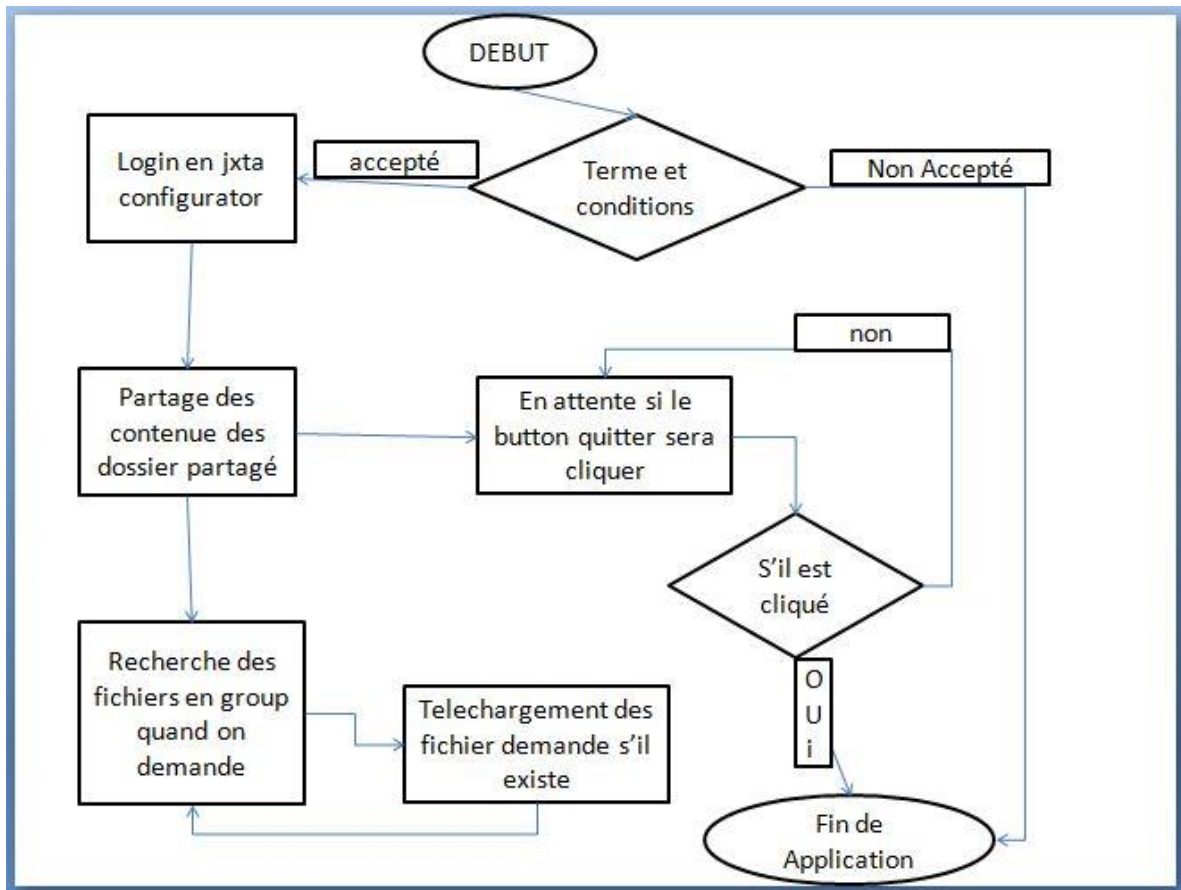 DEBUT
Login en jxta
configurator
accepté
Terme et
conditions
Non Accepté
non
Partage des
contenue des
dossier partagé
En attente si le
button quitter sera
cliquer
S'il est
cliqué
O
U
i
Recherche des
fichiers en group
quand on
demande
Telechargement des
fichier demande s'il
existe
Fin de
Application